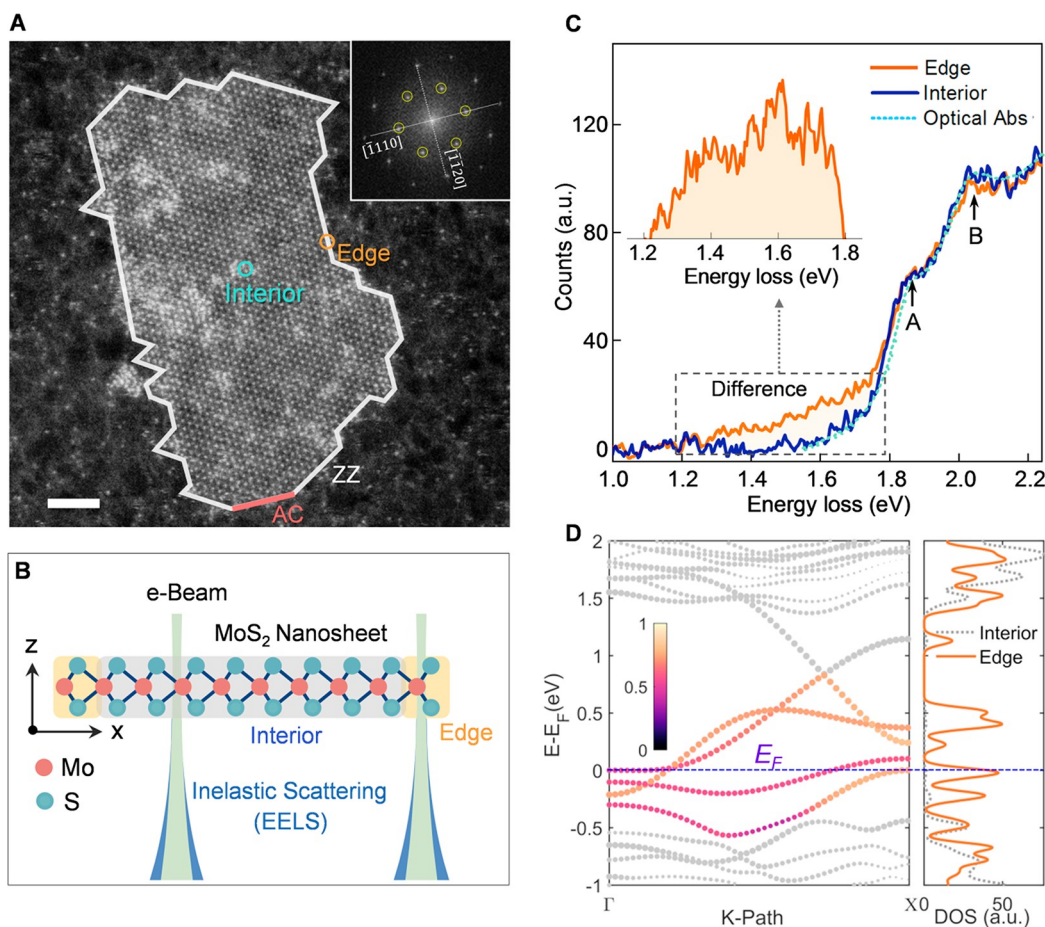 A
[1̄110]
[11̄20]
Edge
Interior
ZZ
AC
B
e-Beam
MoS2 Nanosheet
Z
X
Interior
Edge
Mo
S
Inelastic Scattering
(EELS)
C
Counts (a.u.)
120
80
40
0
Edge
Interior
Optical Abs
1.2 1.4 1.6 1.8
Energy loss (eV)
Difference
A
B
1.0 1.2 1.4 1.6 1.8 2.0 2.2
Energy loss (eV)
D
E-EF(eV)
2
1.5
1
0.5
0
-0.5
-1
1
0.5
0
EF
Γ X
K-Path
Interior
Edge
0 50
DOS (a.u.)